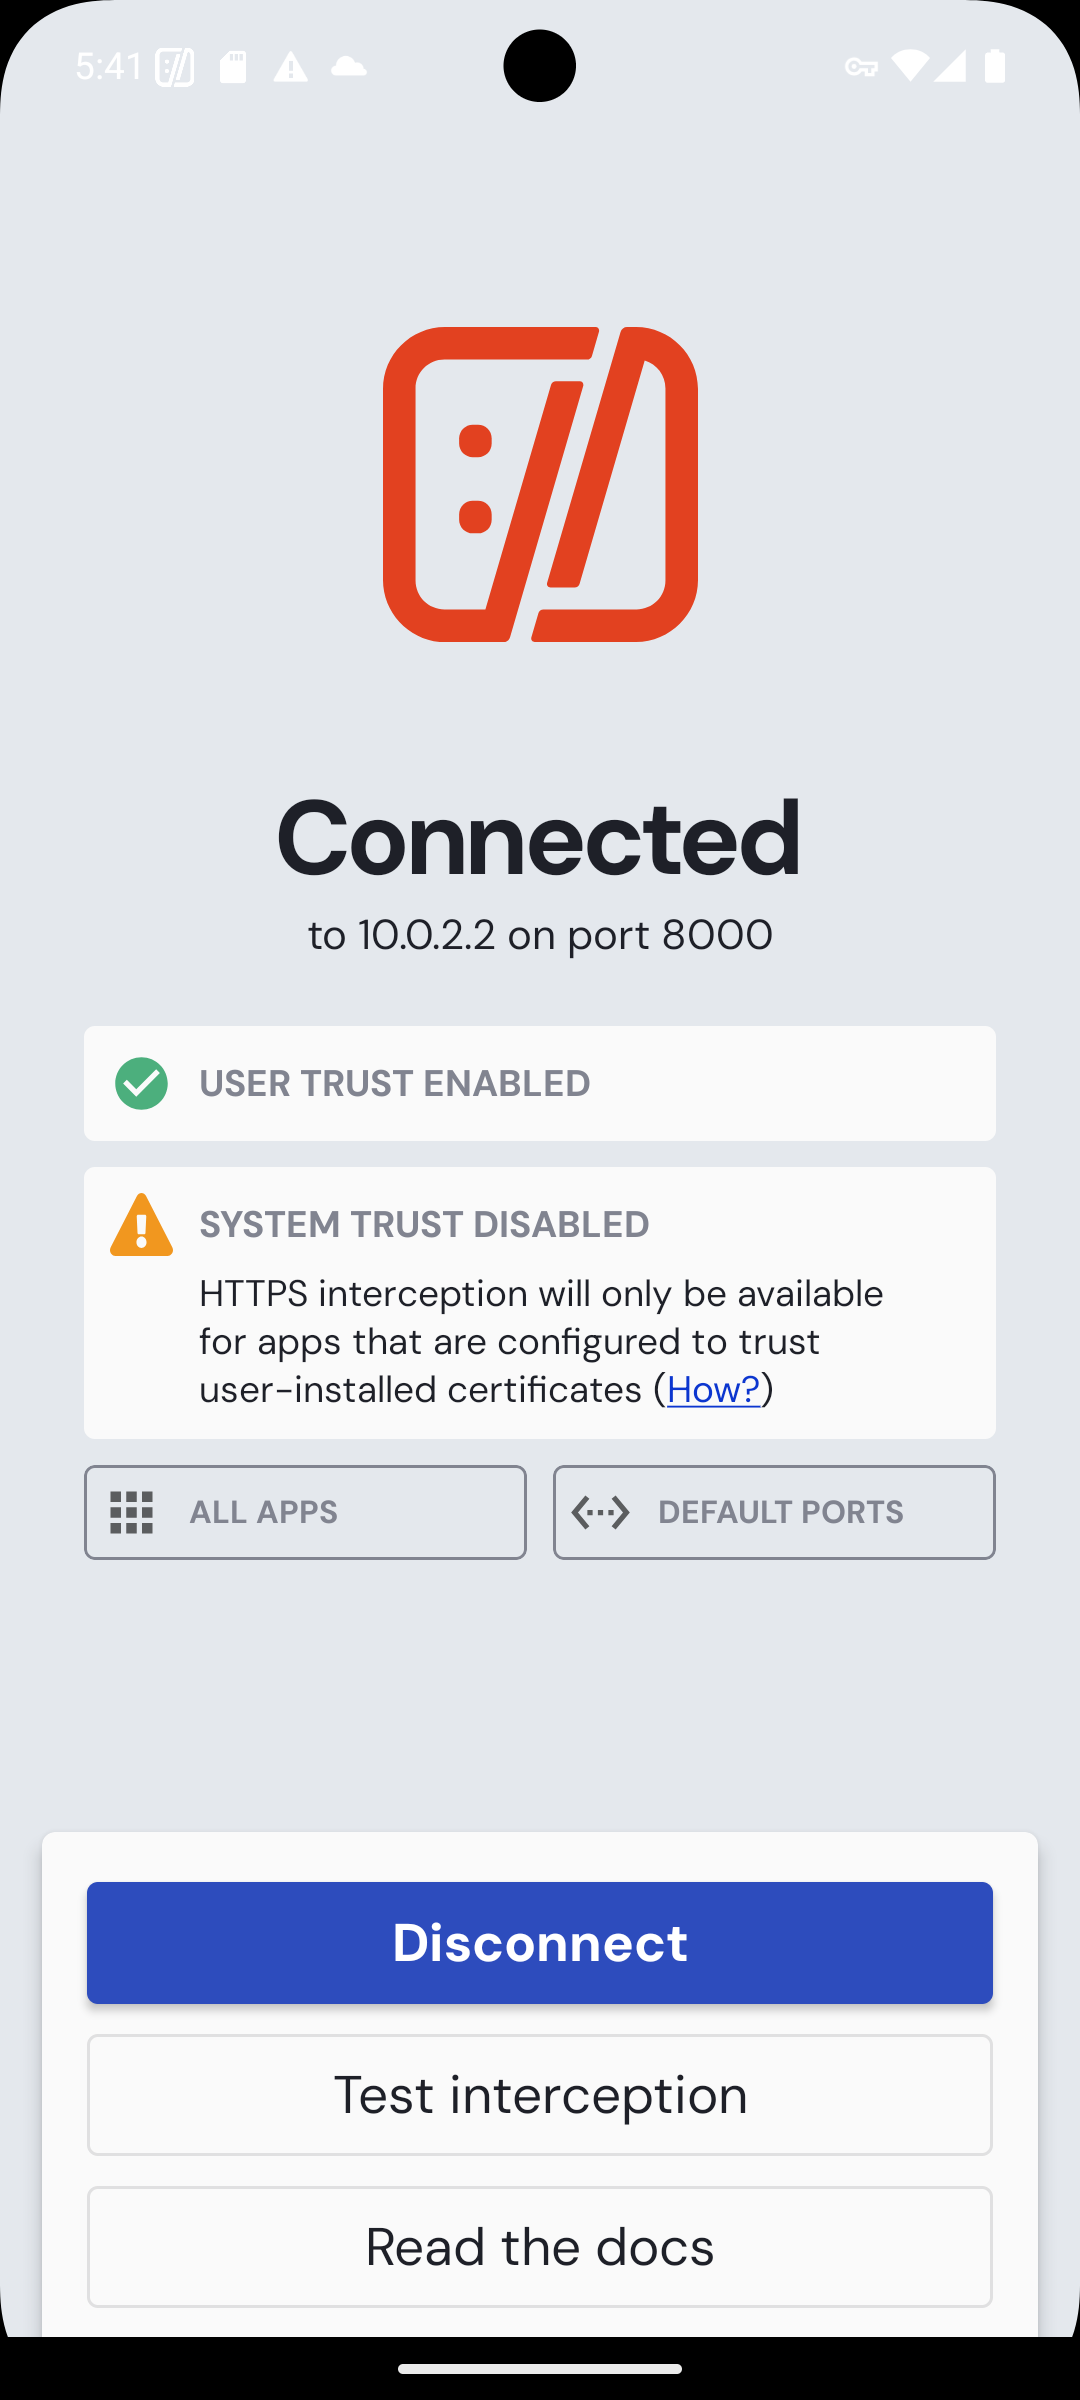 5:41
Connected
to 10.0.2.2 on port 8000
USER TRUST ENABLED
SYSTEM TRUST DISABLED
HTTPS interception will only be available
for apps that are configured to trust
user-installed certificates (How?)
ALL APPS
DEFAULT PORTS
Disconnect
Test interception
Read the docs